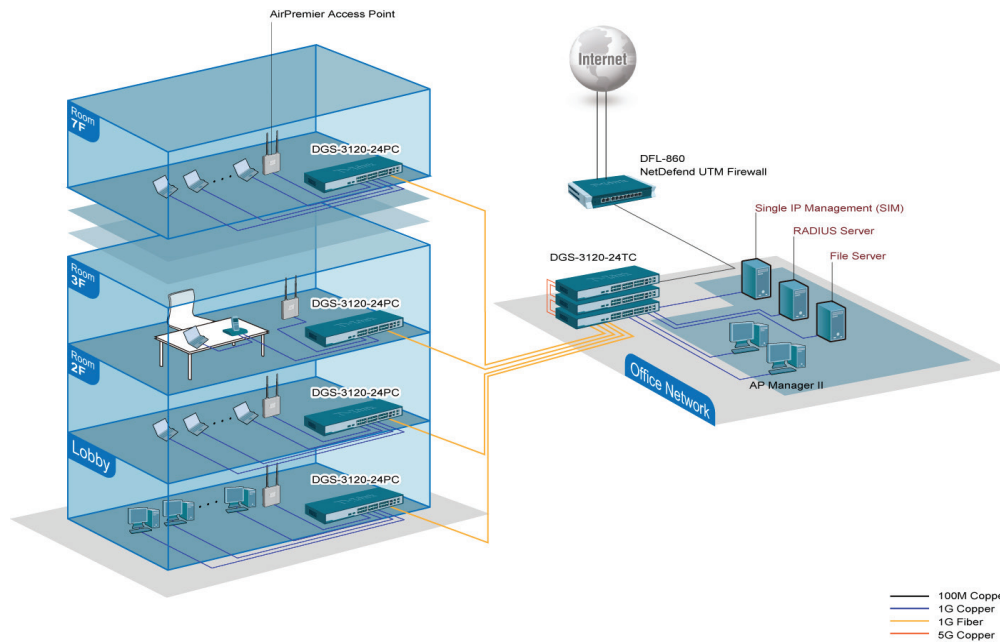 AirPremier Access Point
Internet
Room
7F
DGS-3120-24PC
DFL-860
NetDefend UTM Firewall
Single IP Management (SIM)
RADIUS Server
File Server
DGS-3120-24TC
Room
3F
DGS-3120-24PC
Room
2F
DGS-3120-24PC
AP Manager II
Office Network
Lobby
DGS-3120-24PC
100M Coppe
1G Copper
1G Fiber
5G Copper